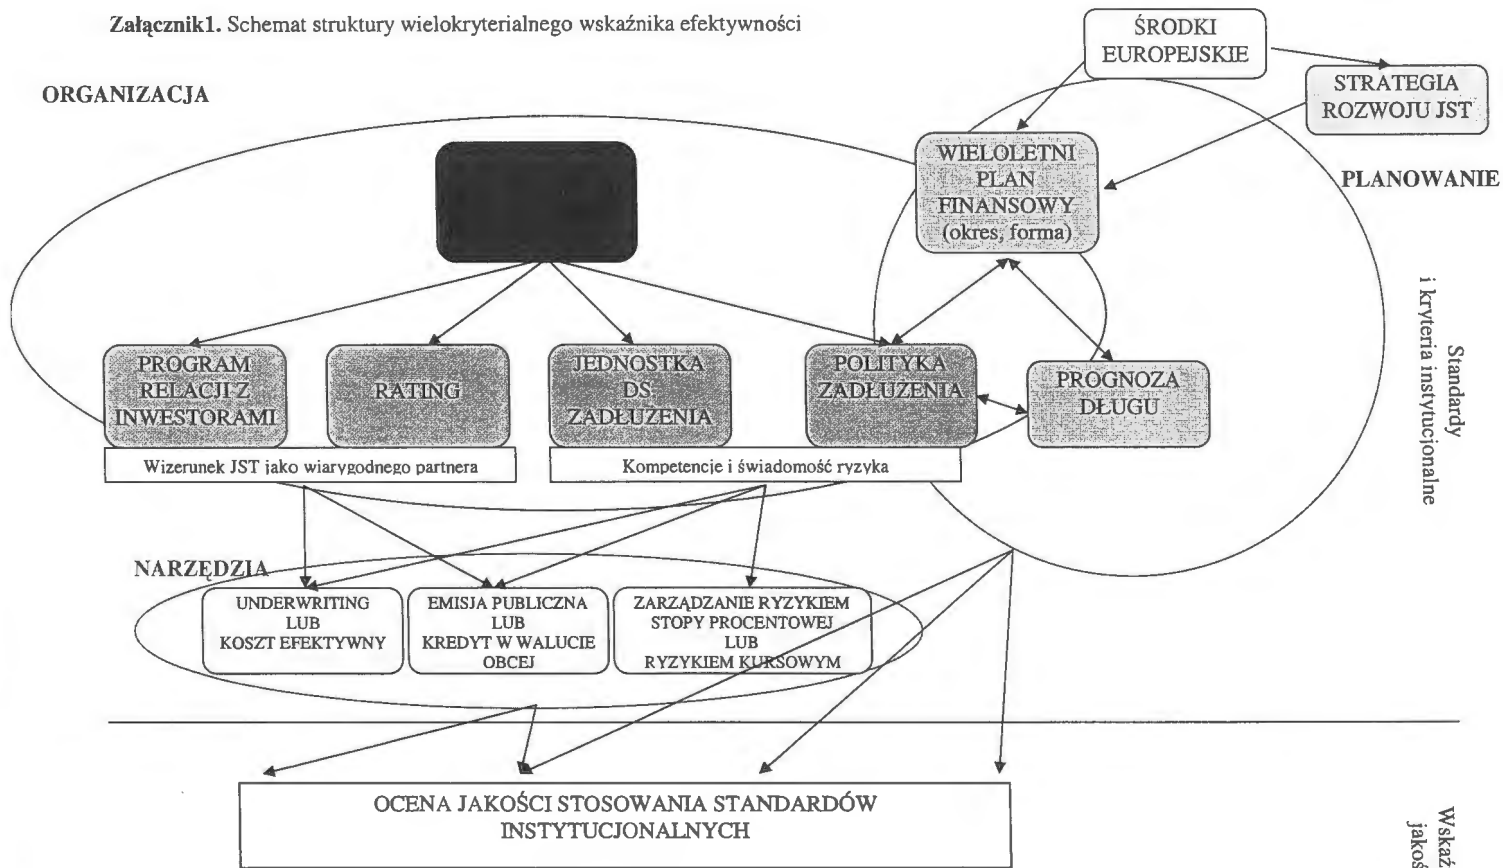 Załącznik1. Schemat struktury wielokryterialnego wskaźnika efektywności
ŚRODKI
EUROPEJSKIE
STRATEGIA
ROZWOJU JST
ORGANIZACJA
WIELOLETNI
PLAN
FINANSOWY
(okres, forma)
PLANOWANIE
Standardy
i kryteria instytucjonalne
PROGRAM
RELACJI Z
INWESTORAMI
RATING
JEDNOSTKA
DS.
ZADŁUŻENIA
POLITYKA
ZADŁUŻENIA
PROGNOZA
DŁUGU
Wizerunek JST jako wiarygodnego partnera
Kompetencje i świadomość ryzyka
NARZĘDZIA
UNDERWRITING
LUB
KOSZT EFEKTYWNY
EMISJA PUBLICZNA
LUB
KREDYT W WALUCIE
OBCEJ
ZARZĄDZANIE RYZYKIEM
STOPY PROCENTOWEJ
LUB
RYZYKIEM KURSOWYM
OCENA JAKOŚCI STOSOWANIA STANDARDÓW
INSTYTUCJONALNYCH